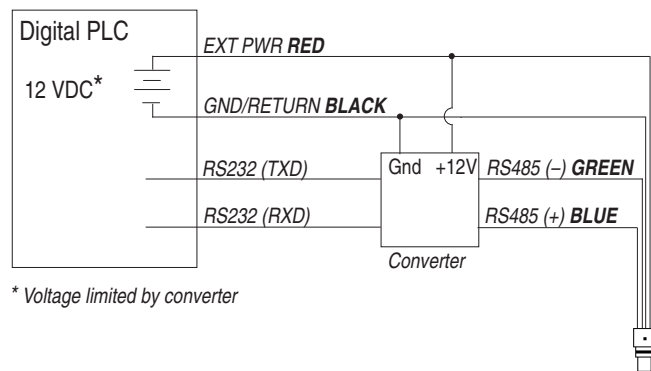 Digital PLC
EXT PWR RED
12 VDC*
GND/RETURN BLACK
RS232 (TXD)
Gnd +12V
RS485 (–) GREEN
RS232 (RXD)
RS485 (+) BLUE
Converter
* Voltage limited by converter